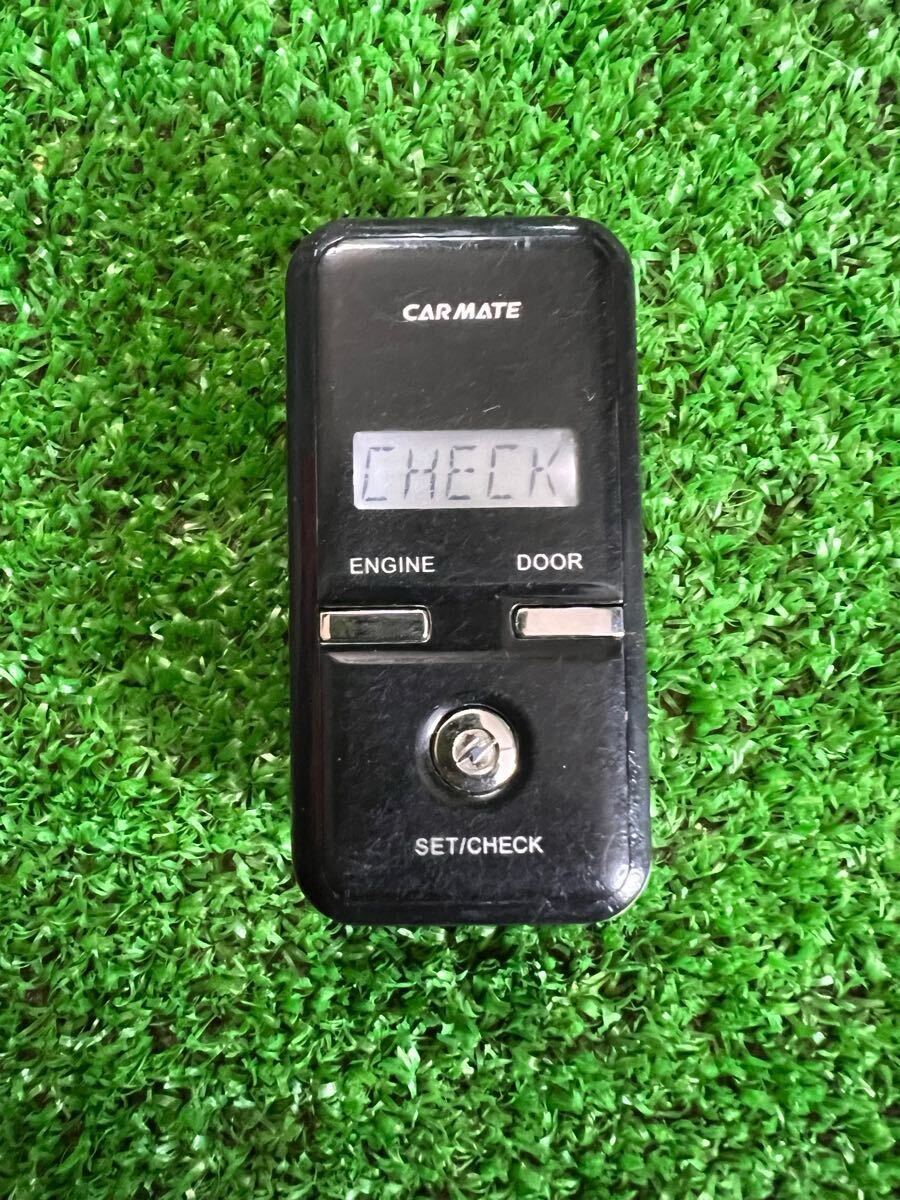 CARMATE
CHECK
ENGINE DOOR
SET/CHECK